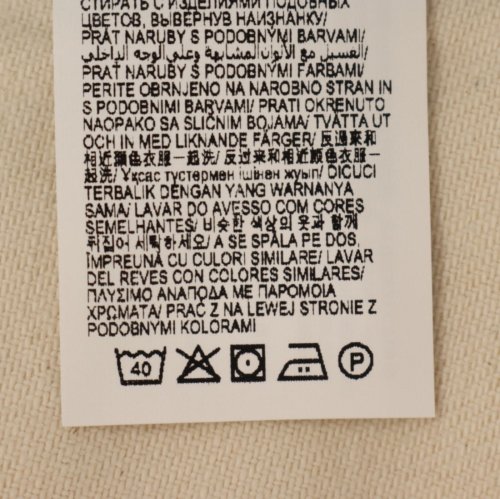 СТИРАТЬ С ИЗДЕЛИЯМИ ПОДОБНЫХ
ЦВЕТОВ, ВЫВЕРНУВ НАИЗНАНКУ/
PRÁT NARUBY S PODOBNÝMI BARVAMI/
الغسيل مع الألوان المشابهة وعلى الوجه الداخلي/
PRAŤ NARUBY S PODOBNÝMI FARBAMI/
PERITE OBRNJENO NA NAROBNO STRAN IN
S PODOBNIMI BARVAMI/ PRATI OKRENUTO
NAOPAKO SA SLIČNIM BOJAMA/ TVÄTTA UT
OCH IN MED LIKNANDE FÄRGER/ 反過來和
相近顏色衣服一起洗/ 反过来和相近颜色衣服一
起洗/ Ұқсас түстермен ішінен жуып/ DICUCI
TERBALIK DENGAN YANG WARNANYA
SAMA/ LAVAR DO AVESSO COM CORES
SEMELHANTES/ 비슷한 색상의 옷과 함께
뒤집어서 세탁하세요/ A SE SPĂLA PE DOS,
ÎMPREUNĂ CU CULORI SIMILARE/ LAVAR
DEL REVES CON COLORES SIMILARES/
ΠΛΥΣΙΜΟ ΑΝΑΠΟΔΑ ΜΕ ΠΑΡΟΜΟΙΑ
ΧΡΩΜΑΤΑ/ PRAĆ Z NA LEWEJ STRONIE Z
PODOBNYMI KOLORAMI
40 P